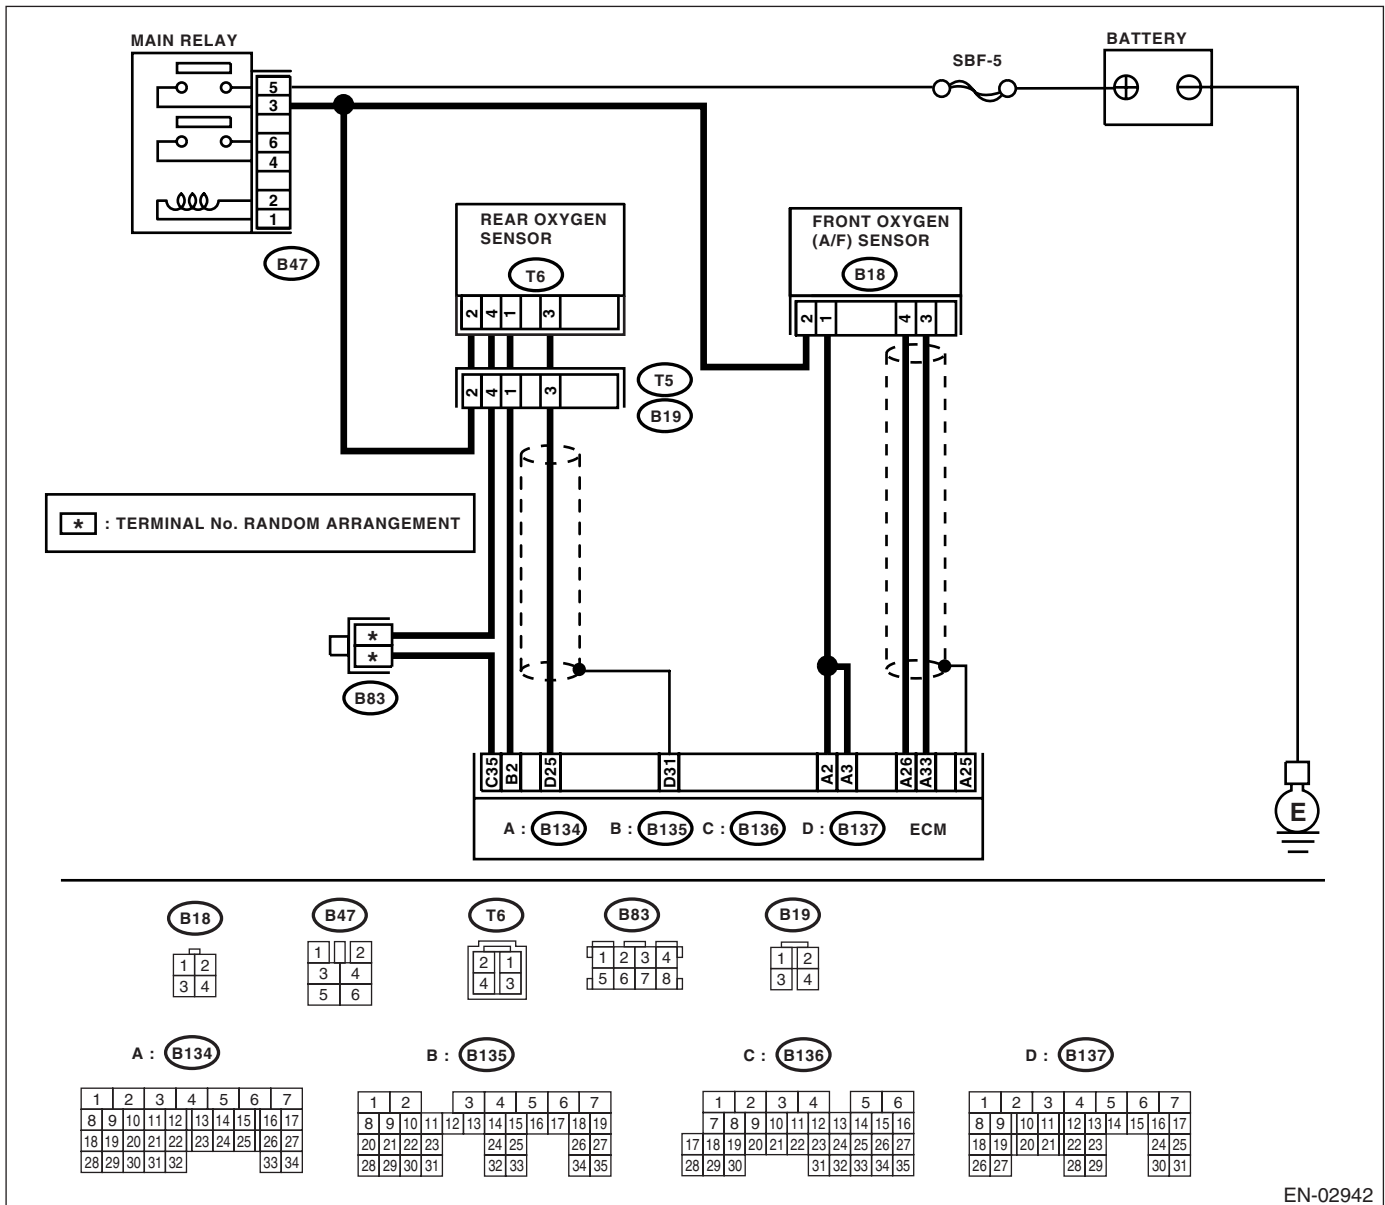 MAIN RELAY
BATTERY
SBF-5
5
3
6
4
2
1
B47
REAR OXYGEN
SENSOR
T6
2 4 1 3
FRONT OXYGEN
(A/F) SENSOR
B18
2 1 4 3
2 4 1 3
T5
B19
* : TERMINAL No. RANDOM ARRANGEMENT
*
*
B83
C35 B2 D25 D31 A2 A3 A26 A33 A25
A : B134 B : B135 C : B136 D : B137 ECM
E
B18 B47 T6 B83 B19
1 2
3 4
1 2
3 4
5 6
2 1
4 3
1 2 3 4
5 6 7 8
1 2
3 4
A : B134
1 2 3 4 5 6 7
8 9 10 11 12 13 14 15 16 17
18 19 20 21 22 23 24 25 26 27
28 29 30 31 32 33 34
B : B135
1 2 3 4 5 6 7
8 9 10 11 12 13 14 15 16 17 18 19
20 21 22 23 24 25 26 27
28 29 30 31 32 33 34 35
C : B136
1 2 3 4 5 6
7 8 9 10 11 12 13 14 15 16
17 18 19 20 21 22 23 24 25 26 27
28 29 30 31 32 33 34 35
D : B137
1 2 3 4 5 6 7
8 9 10 11 12 13 14 15 16 17
18 19 20 21 22 23 24 25
26 27 28 29 30 31
EN-02942